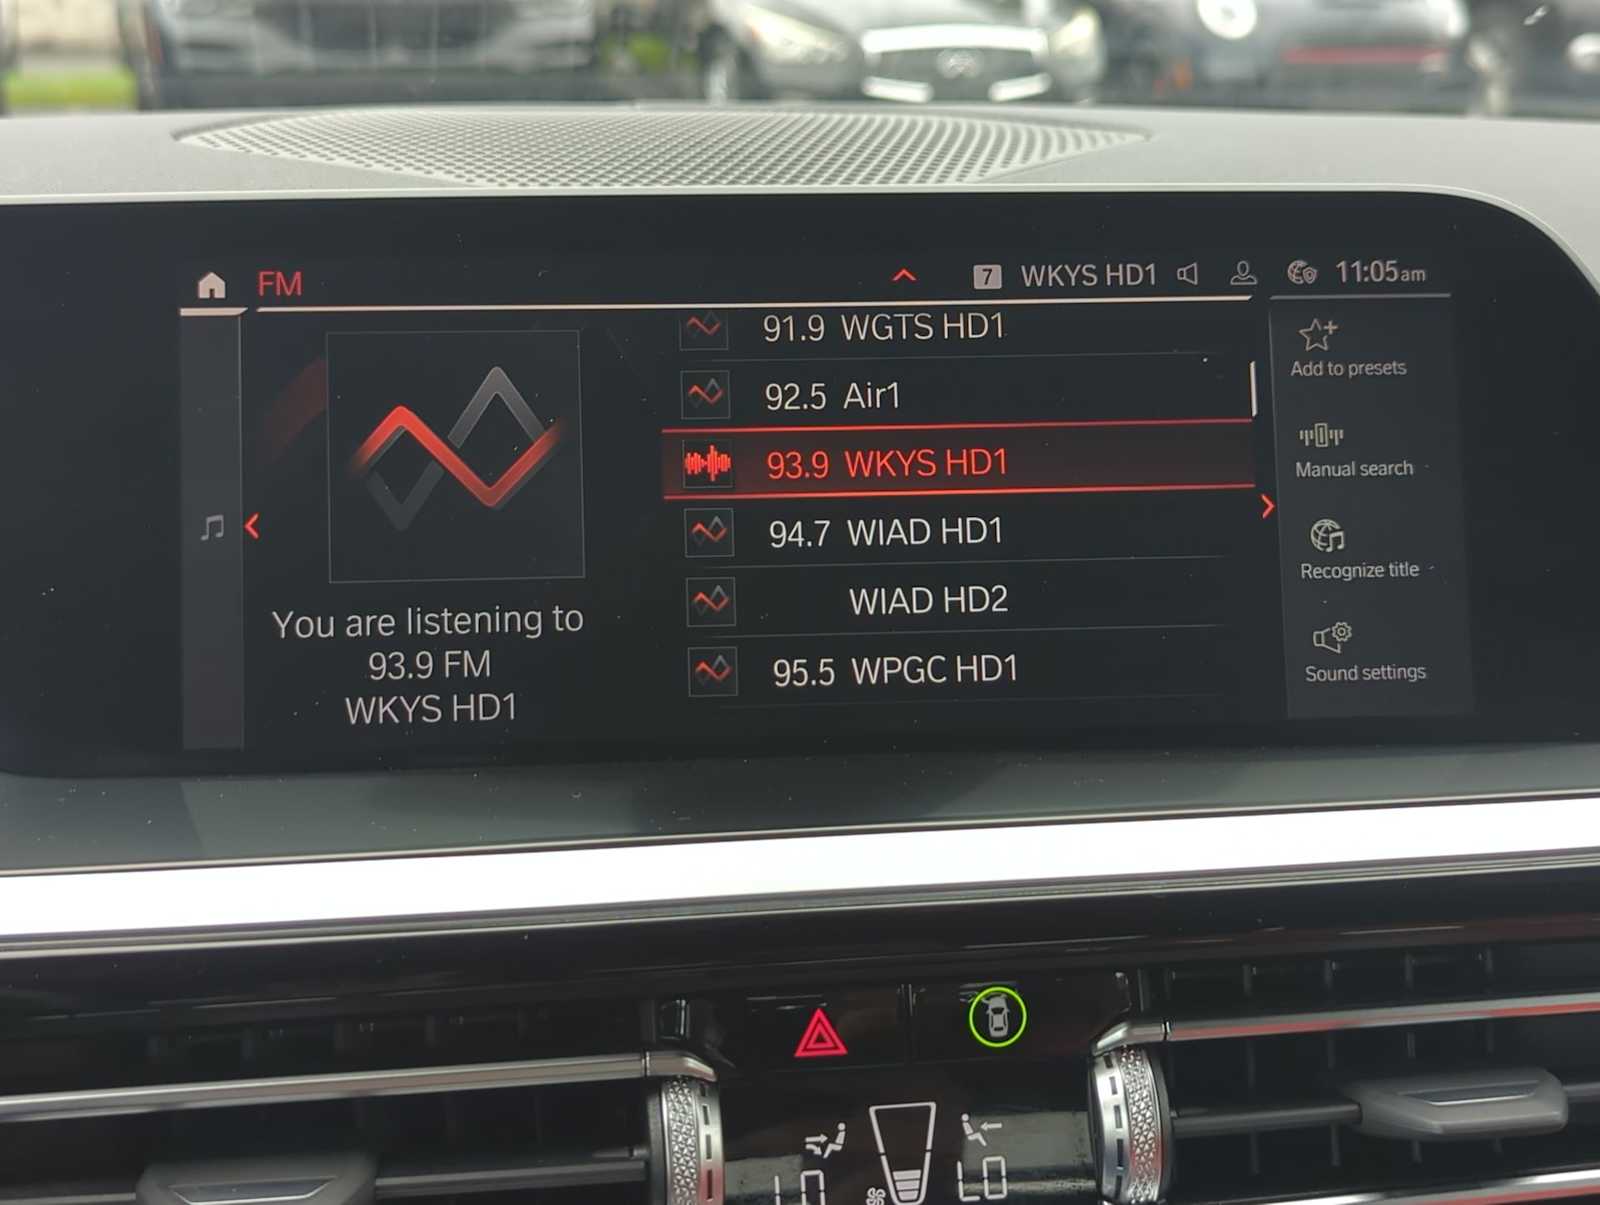 FM
7 WKYS HD1 11:05am
91.9 WGTS HD1
92.5 Air1
93.9 WKYS HD1
94.7 WIAD HD1
WIAD HD2
95.5 WPGC HD1
You are listening to
93.9 FM
WKYS HD1
Add to presets
Manual search
Recognize title
Sound settings
LO LO